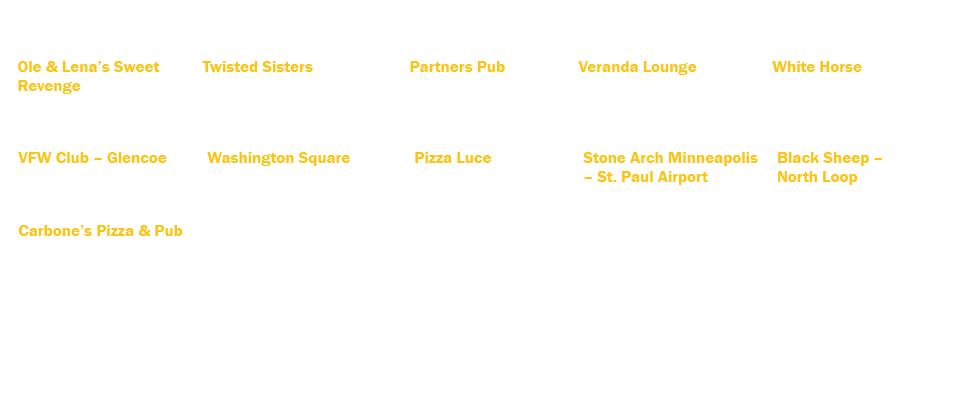 Ole & Lena’s Sweet
Revenge
Twisted Sisters
Partners Pub
Veranda Lounge
White Horse
VFW Club – Glencoe
Washington Square
Pizza Luce
Stone Arch Minneapolis
– St. Paul Airport
Black Sheep –
North Loop
Carbone’s Pizza & Pub